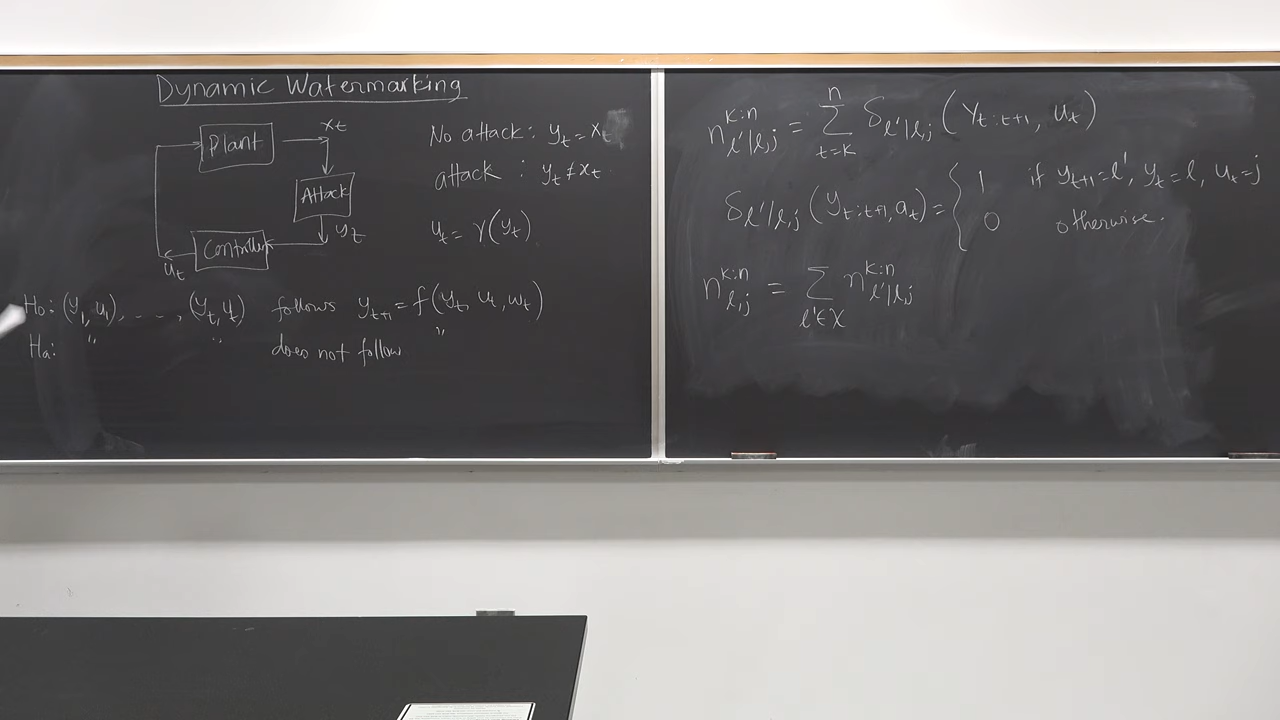 Dynamic Watermarking
Plant
xₜ
Attack
yₜ
Controller
uₜ
No attack: yₜ = xₜ
attack : yₜ ≠ xₜ
uₜ = γ(yₜ)
H₀: (y₁, u₁), . . . . , (yₜ, uₜ) follows yₜ₊₁ = f(yₜ, uₜ, wₜ)
Hₐ: " " does not follow "
n^{k:n}_{l'|l,j} = Σ_{t=k}^{n} δ_{l'|l,j} (y_{t:t+1}, uₜ)
δ_{l'|l,j} (y_{t:t+1}, uₜ) = { 1 if yₜ₊₁ = l', yₜ = l, uₜ = j
0 otherwise.
n^{k:n}_{l,j} = Σ_{l'∈X} n^{k:n}_{l'|l,j}